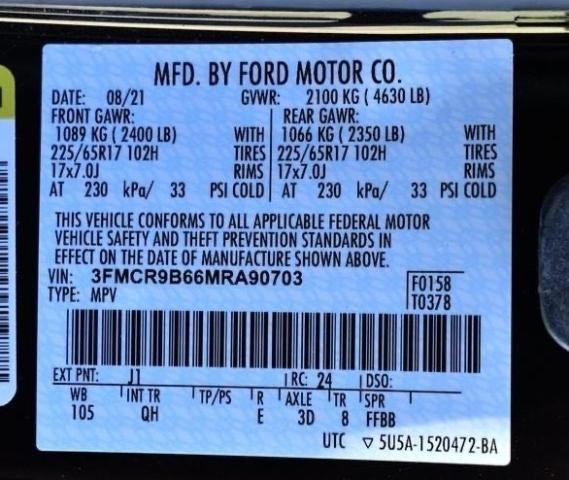 MFD. BY FORD MOTOR CO.
DATE: 08/21 GVWR: 2100 KG ( 4630 LB)
FRONT GAWR: REAR GAWR:
1089 KG ( 2400 LB) WITH 1066 KG ( 2350 LB) WITH
225/65R17 102H TIRES 225/65R17 102H TIRES
17x7.0J RIMS 17x7.0J RIMS
AT 230 kPa/ 33 PSI COLD AT 230 kPa/ 33 PSI COLD
THIS VEHICLE CONFORMS TO ALL APPLICABLE FEDERAL MOTOR
VEHICLE SAFETY AND THEFT PREVENTION STANDARDS IN
EFFECT ON THE DATE OF MANUFACTURE SHOWN ABOVE.
VIN: 3FMCR9B66MRA90703 F0158
TYPE: MPV T0378
EXT PNT: J1 RC: 24 DSO:
WB INT TR TP/PS R AXLE TR SPR
105 QH E 3D 8 FFBB
UTC ▽ 5U5A-1520472-BA